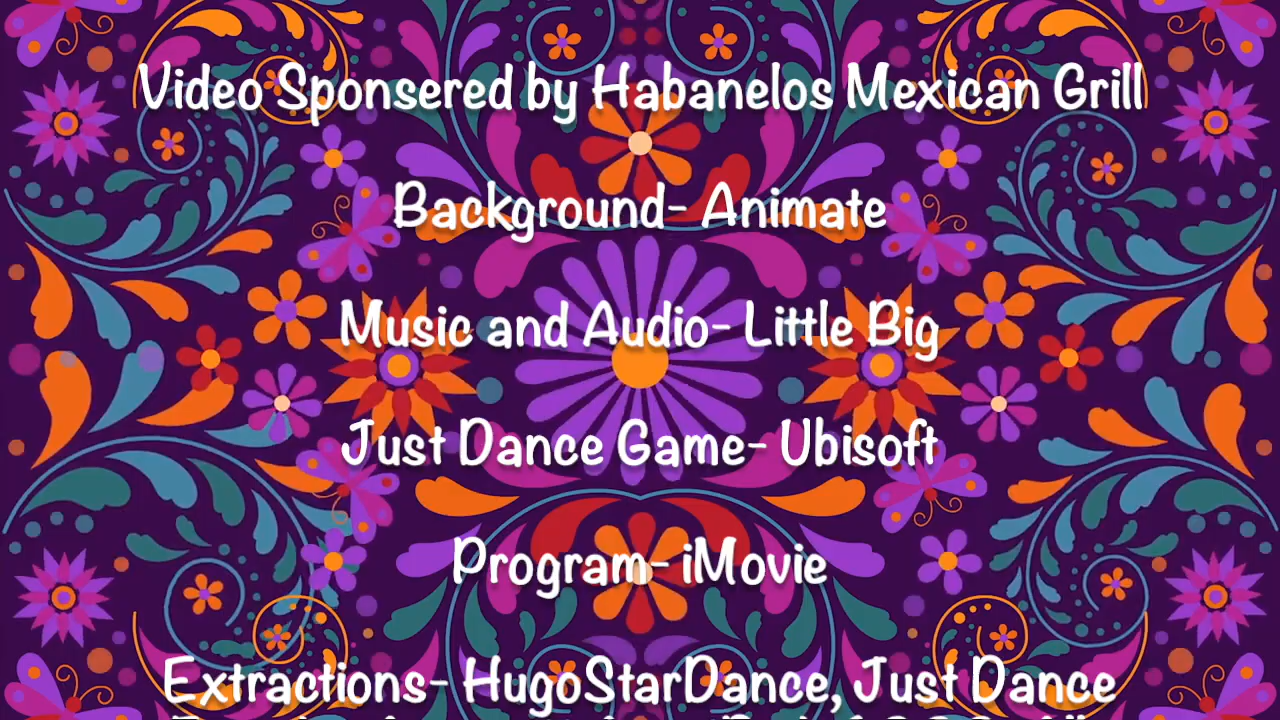 Video Sponsered by Habanelos Mexican Grill
Background- Animate
Music and Audio- Little Big
Just Dance Game- Ubisoft
Program- iMovie
Extractions- HugoStarDance, Just Dance